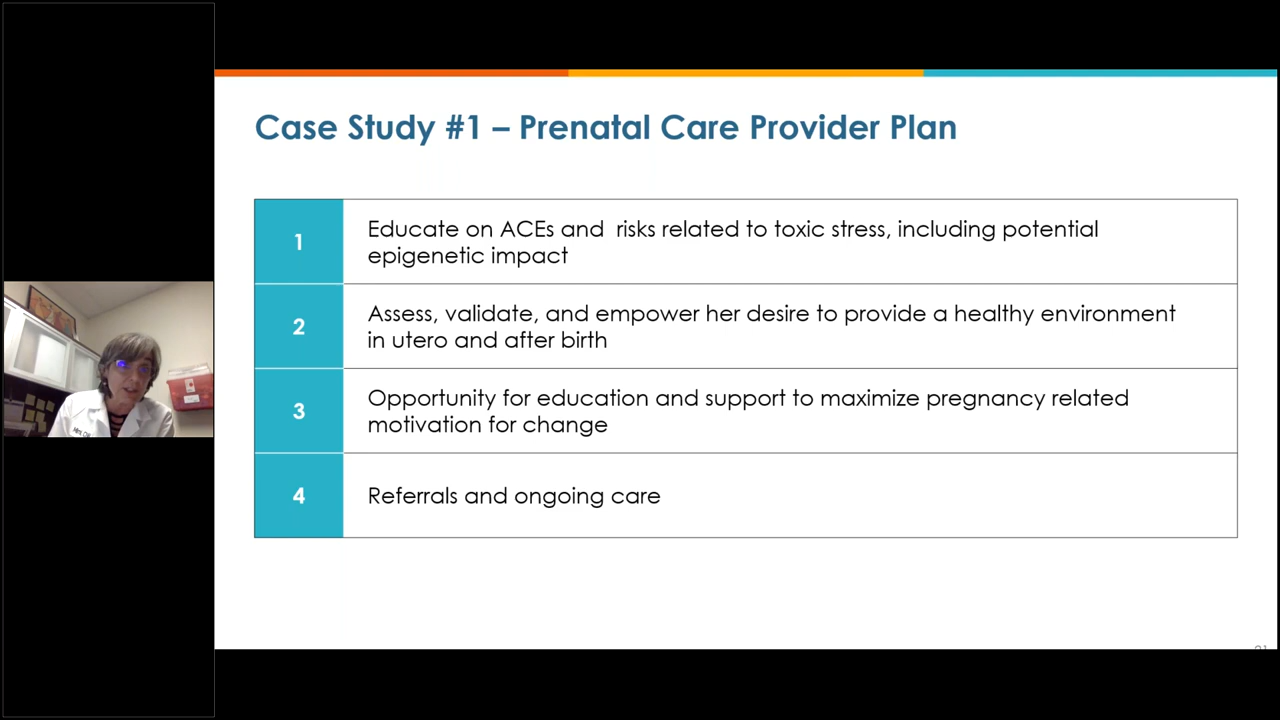 Case Study #1 – Prenatal Care Provider Plan
1
Educate on ACEs and risks related to toxic stress, including potential
epigenetic impact
2
Assess, validate, and empower her desire to provide a healthy environment
in utero and after birth
3
Opportunity for education and support to maximize pregnancy related
motivation for change
4
Referrals and ongoing care